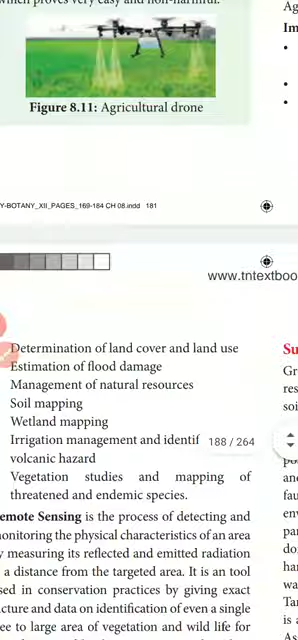 which proves very easy and non-harmful.
Figure 8.11: Agricultural drone
Y-BOTANY_XII_PAGES_169-184 CH 08.indd 181
www.tntextboo
Determination of land cover and land use
Estimation of flood damage
Management of natural resources
Soil mapping
Wetland mapping
Irrigation management and identif
188 / 264
volcanic hazard
Vegetation studies and mapping of
threatened and endemic species.
emote Sensing is the process of detecting and
onitoring the physical characteristics of an area
y measuring its reflected and emitted radiation
a distance from the targeted area. It is an tool
sed in conservation practices by giving exact
cture and data on identification of even a single
ee to large area of vegetation and wild life for
Ag
Im
Su
Gr
res
soi
po
and
fau
env
par
do
har
wa
Tar
is a